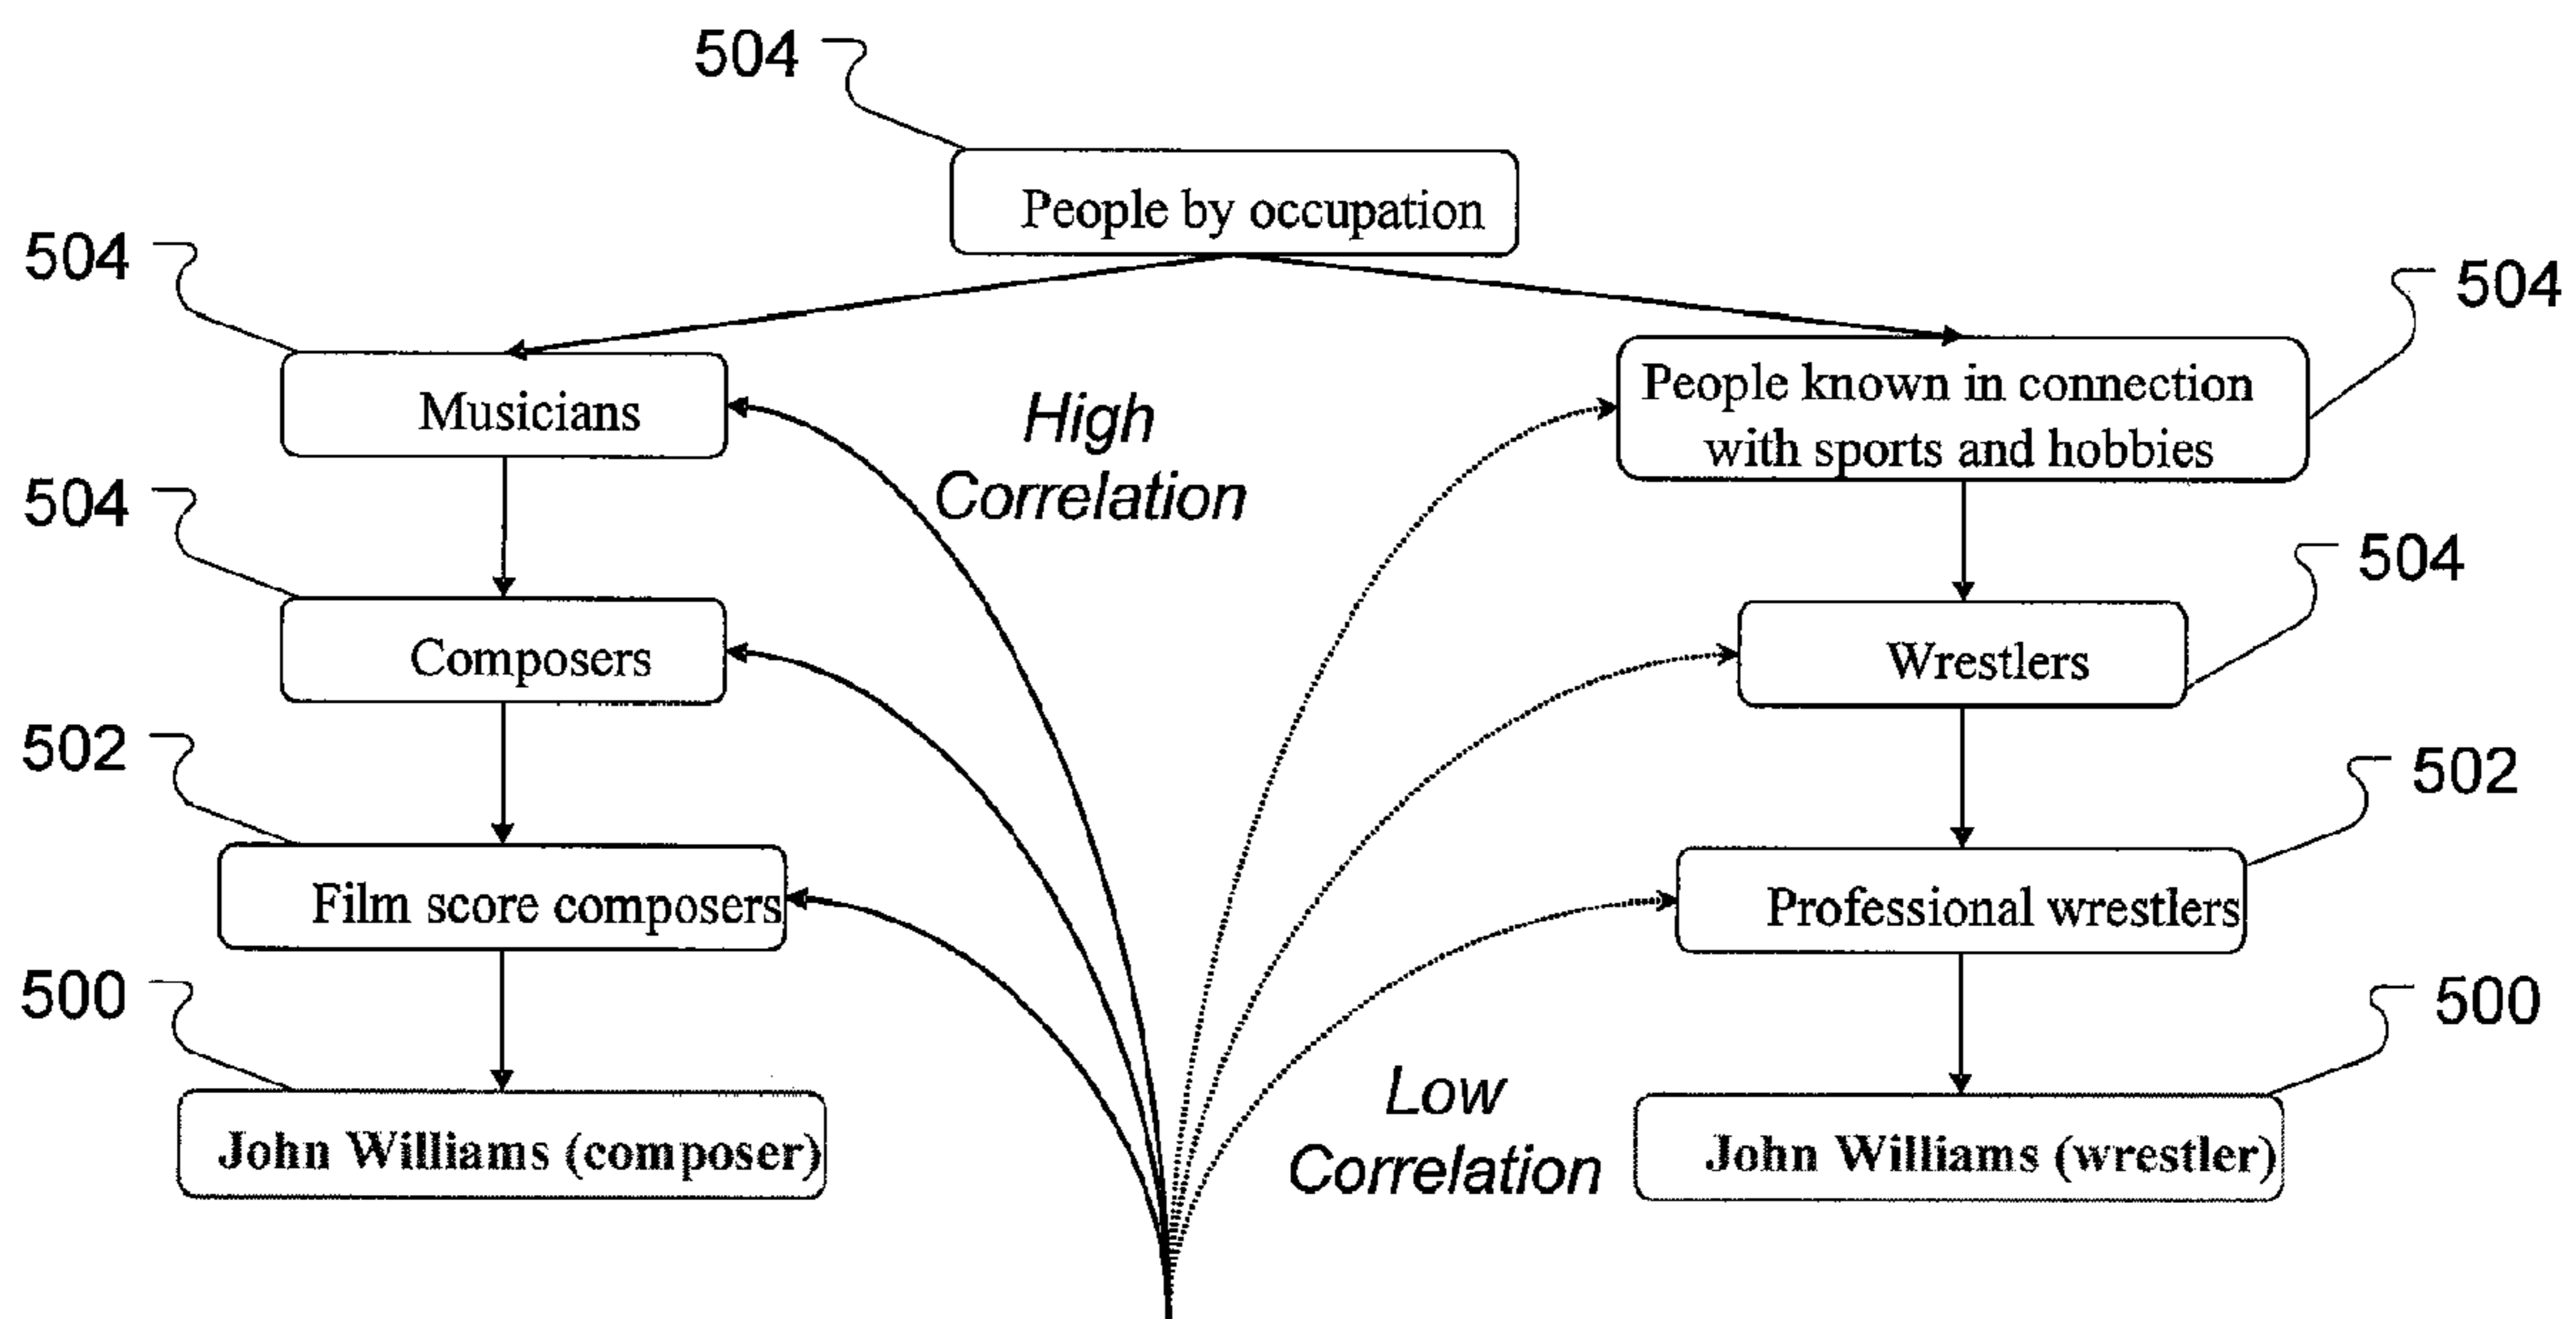 504
People by occupation
504
504
Musicians
High
Correlation
People known in connection
with sports and hobbies
504
504
Composers
Wrestlers
502
502
Film score composers
Professional wrestlers
500
500
Low
Correlation
John Williams (composer)
John Williams (wrestler)